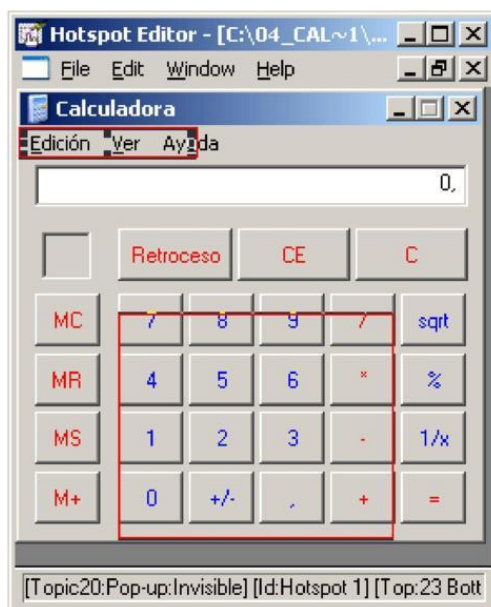 Hotspot Editor - [C:\04_CAL~1\...
File Edit Window Help
Calculadora
Edición Ver Ayuda
0,
Retroceso CE C
MC 7 8 9 / sqrt
MR 4 5 6 * %
MS 1 2 3 - 1/x
M+ 0 +/- , + =
[Topic20:Pop-up:Invisible] [Id:Hotspot 1] [Top:23 Bott